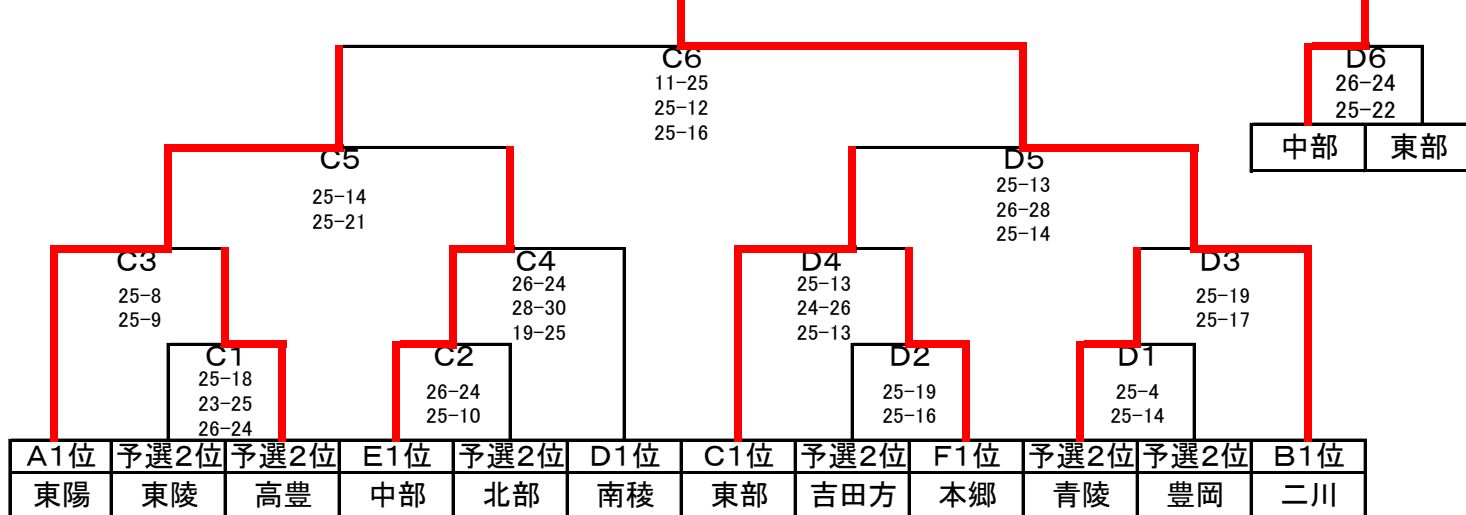 C6
11-25
25-12
25-16
D6
26-24
25-22
中部 東部
C5
25-14
25-21
D5
25-13
26-28
25-14
C3
25-8
25-9
C4
26-24
28-30
19-25
D4
25-13
24-26
25-13
D3
25-19
25-17
C1
25-18
23-25
26-24
C2
26-24
25-10
D2
25-19
25-16
D1
25-4
25-14
A1位 予選2位 予選2位 E1位 予選2位 D1位 C1位 予選2位 F1位 予選2位 予選2位 B1位
東陽 東陵 高豊 中部 北部 南稜 東部 吉田方 本郷 青陵 豊岡 二川